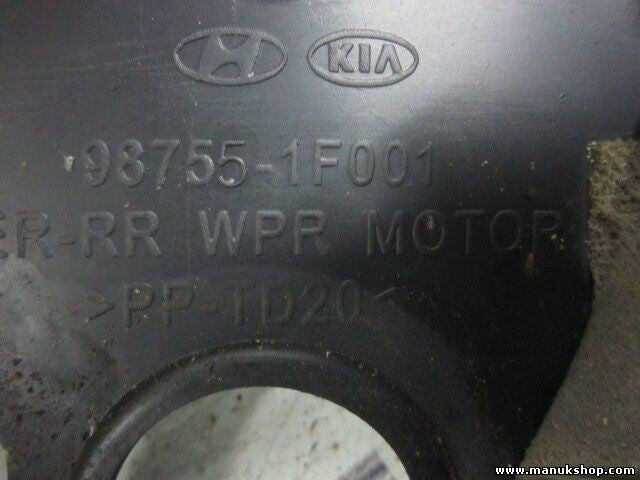 KIA
98755-1F001
ER-RR WPR MOTOR
>PP-TD20<
www.manukshop.com